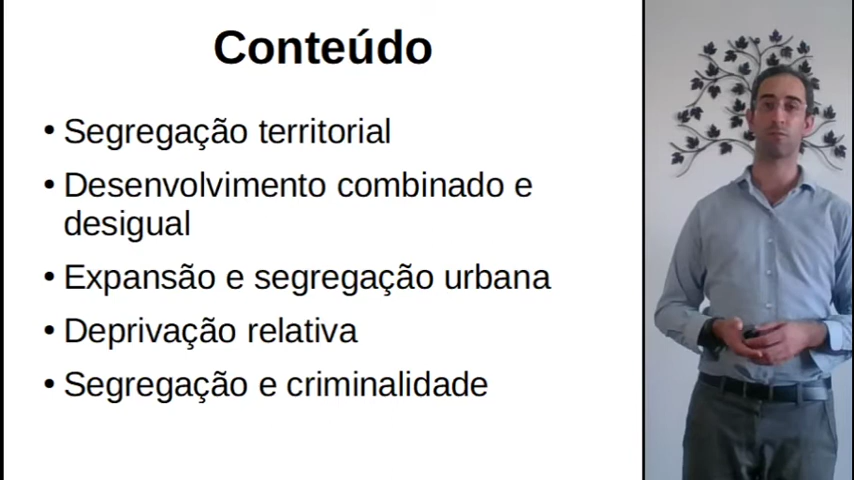 Conteúdo
• Segregação territorial
• Desenvolvimento combinado e
desigual
• Expansão e segregação urbana
• Deprivação relativa
• Segregação e criminalidade